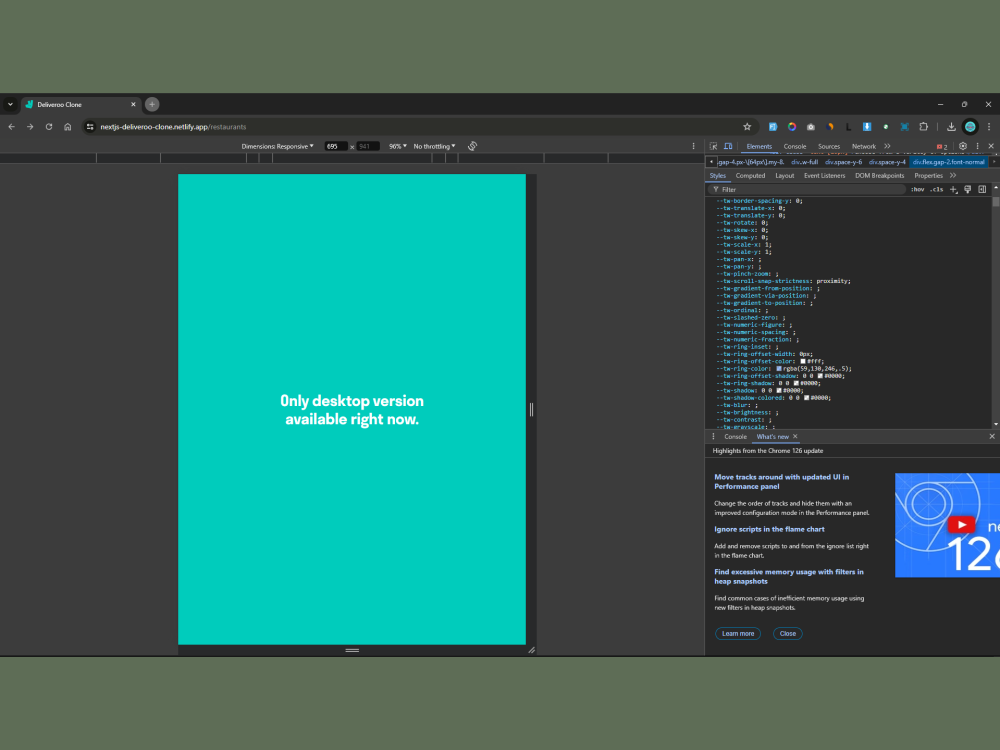 Deliveroo Clone
nextjs-deliveroo-clone.netlify.app/restaurants
Dimensions: Responsive 695 × 941 96% No throttling
Elements Console Sources Network 2
.gap-4.px-\[64px\].my-8. div.w-full div.space-y-6 div.space-y-4 div.flex.gap-2.font-normal
Styles Computed Layout Event Listeners DOM Breakpoints Properties
Filter :hov .cls
--tw-border-spacing-y: 0;
--tw-translate-x: 0;
--tw-translate-y: 0;
--tw-rotate: 0;
--tw-skew-x: 0;
--tw-skew-y: 0;
--tw-scale-x: 1;
--tw-scale-y: 1;
--tw-pan-x: ;
--tw-pan-y: ;
--tw-pinch-zoom: ;
--tw-scroll-snap-strictness: proximity;
--tw-gradient-from-position: ;
--tw-gradient-via-position: ;
--tw-gradient-to-position: ;
--tw-ordinal: ;
--tw-slashed-zero: ;
--tw-numeric-figure: ;
--tw-numeric-spacing: ;
--tw-numeric-fraction: ;
--tw-ring-inset: ;
--tw-ring-offset-width: 0px;
--tw-ring-offset-color: #fff;
--tw-ring-color: rgba(59,130,246,.5);
--tw-ring-offset-shadow: 0 0 #0000;
--tw-ring-shadow: 0 0 #0000;
--tw-shadow: 0 0 #0000;
--tw-shadow-colored: 0 0 #0000;
--tw-blur: ;
--tw-brightness: ;
--tw-contrast: ;
--tw-grayscale: ;
Only desktop version
available right now.
Console What's new
Highlights from the Chrome 126 update
Move tracks around with updated UI in
Performance panel
Change the order of tracks and hide them with an
improved configuration mode in the Performance panel.
Ignore scripts in the flame chart
Add and remove scripts to and from the ignore list right
in the flame chart.
Find excessive memory usage with filters in
heap snapshots
Find common cases of inefficient memory usage using
new filters in heap snapshots.
Learn more Close
ne
126